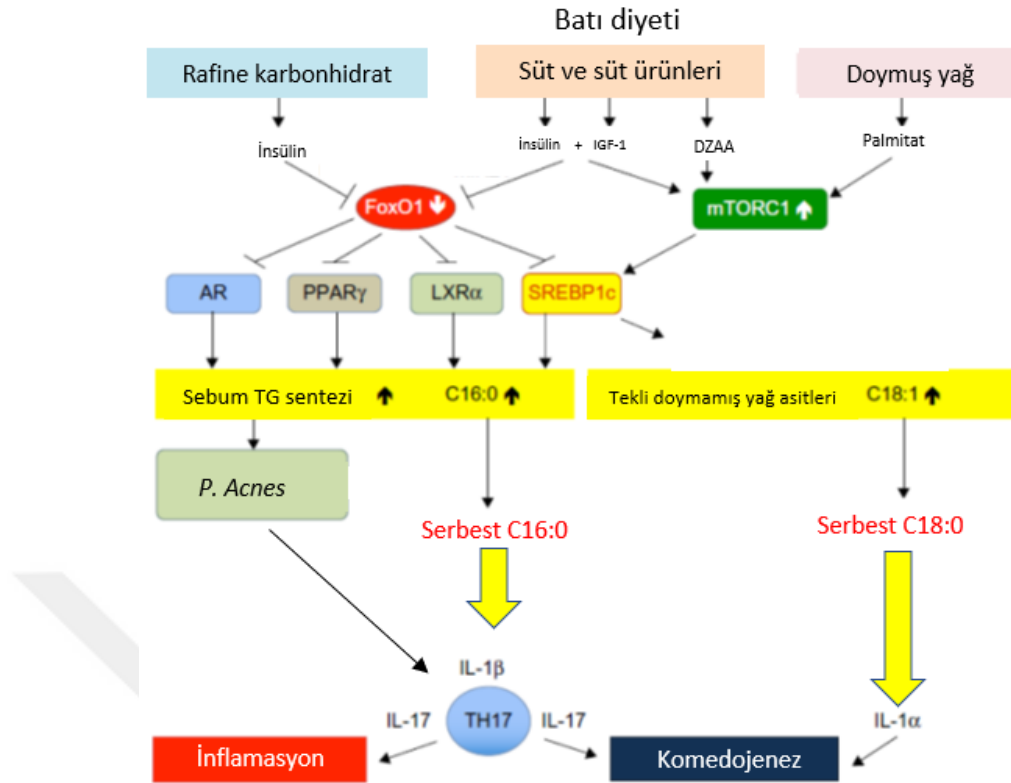 Batı diyeti
Rafine karbonhidrat
Süt ve süt ürünleri
Doymuş yağ
İnsülin
İnsülin + IGF-1
DZAA
Palmitat
FoxO1
mTORC1
AR
PPARγ
LXRα
SREBP1c
Sebum TG sentezi
C16:0
Tekli doymamış yağ asitleri
C18:1
P. Acnes
Serbest C16:0
Serbest C18:0
IL-1β
IL-17
TH17
IL-17
IL-1α
İnflamasyon
Komedojenez